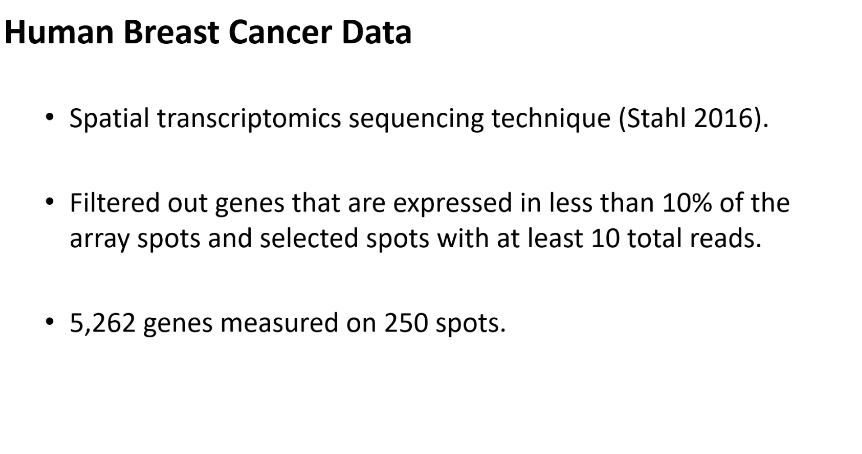 Human Breast Cancer Data
• Spatial transcriptomics sequencing technique (Stahl 2016).
• Filtered out genes that are expressed in less than 10% of the
array spots and selected spots with at least 10 total reads.
• 5,262 genes measured on 250 spots.